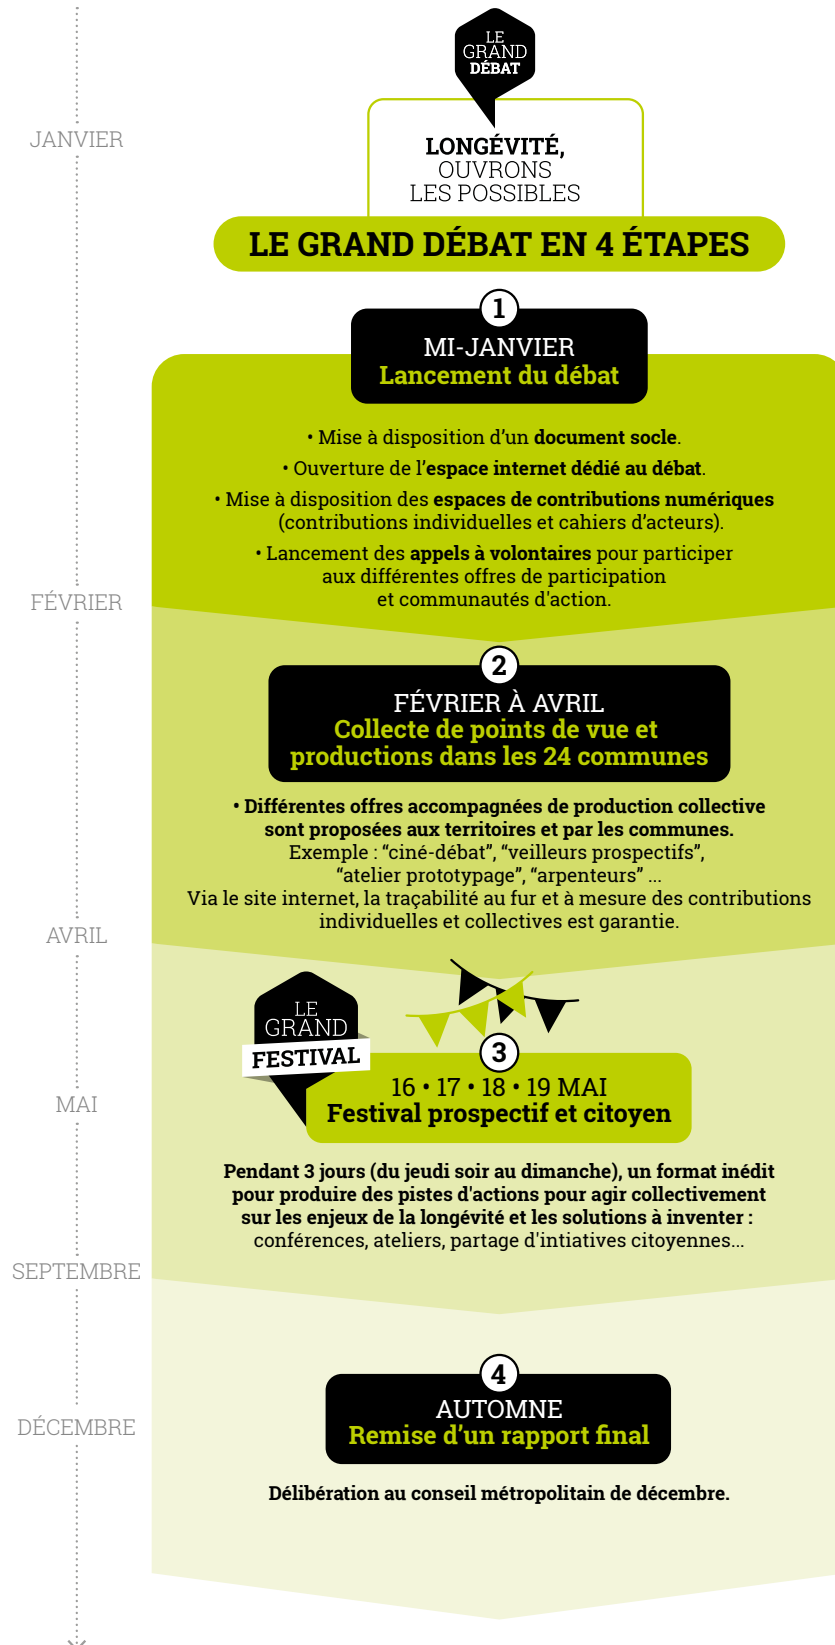 LE
GRAND
DÉBAT
JANVIER
LONGÉVITÉ,
OUVRONS
LES POSSIBLES
LE GRAND DÉBAT EN 4 ÉTAPES
1
MI-JANVIER
Lancement du débat
• Mise à disposition d’un document socle.
• Ouverture de l’espace internet dédié au débat.
• Mise à disposition des espaces de contributions numériques
(contributions individuelles et cahiers d’acteurs).
• Lancement des appels à volontaires pour participer
aux différentes offres de participation
et communautés d'action.
FÉVRIER
2
FÉVRIER À AVRIL
Collecte de points de vue et
productions dans les 24 communes
• Différentes offres accompagnées de production collective
sont proposées aux territoires et par les communes.
Exemple : “ciné-débat”, “veilleurs prospectifs”,
“atelier prototypage”, “arpenteurs” ...
Via le site internet, la traçabilité au fur et à mesure des contributions
individuelles et collectives est garantie.
AVRIL
LE
GRAND
FESTIVAL
3
16 • 17 • 18 • 19 MAI
Festival prospectif et citoyen
MAI
Pendant 3 jours (du jeudi soir au dimanche), un format inédit
pour produire des pistes d'actions pour agir collectivement
sur les enjeux de la longévité et les solutions à inventer :
conférences, ateliers, partage d'intiatives citoyennes...
SEPTEMBRE
4
AUTOMNE
Remise d’un rapport final
DÉCEMBRE
Délibération au conseil métropolitain de décembre.